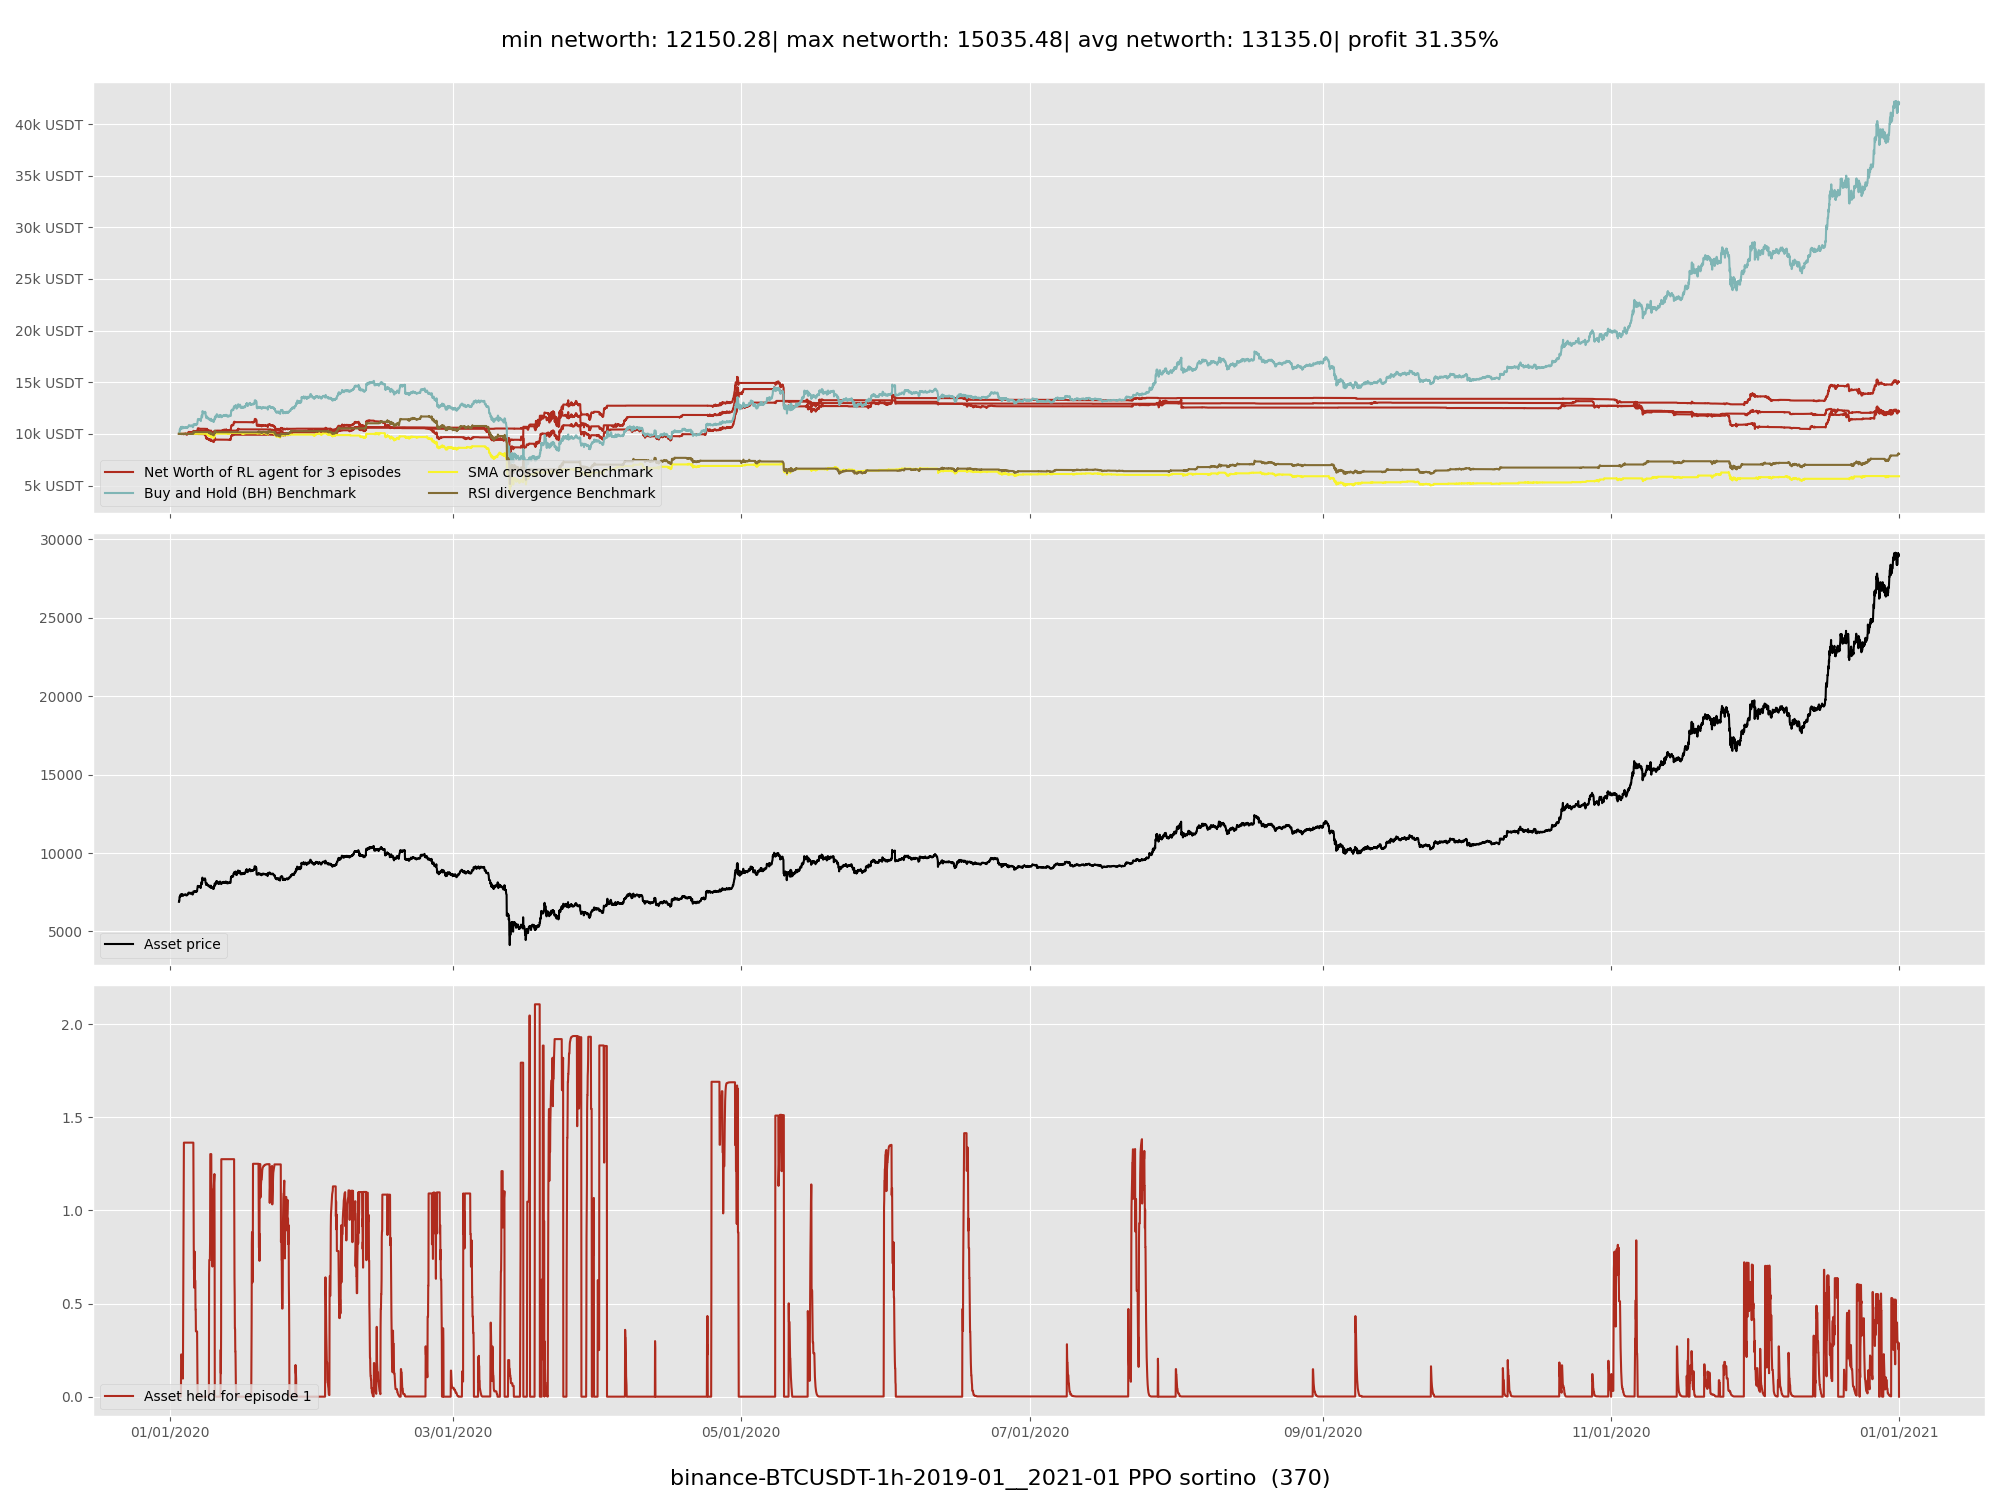 min networth: 12150.28| max networth: 15035.48| avg networth: 13135.0| profit 31.35%
40k USDT
35k USDT
30k USDT
25k USDT
20k USDT
15k USDT
10k USDT
5k USDT
Net Worth of RL agent for 3 episodes
Buy and Hold (BH) Benchmark
SMA crossover Benchmark
RSI divergence Benchmark
30000
25000
20000
15000
10000
5000
Asset price
2.0
1.5
1.0
0.5
0.0
Asset held for episode 1
01/01/2020
03/01/2020
05/01/2020
07/01/2020
09/01/2020
11/01/2020
01/01/2021
binance-BTCUSDT-1h-2019-01__2021-01 PPO sortino  (370)